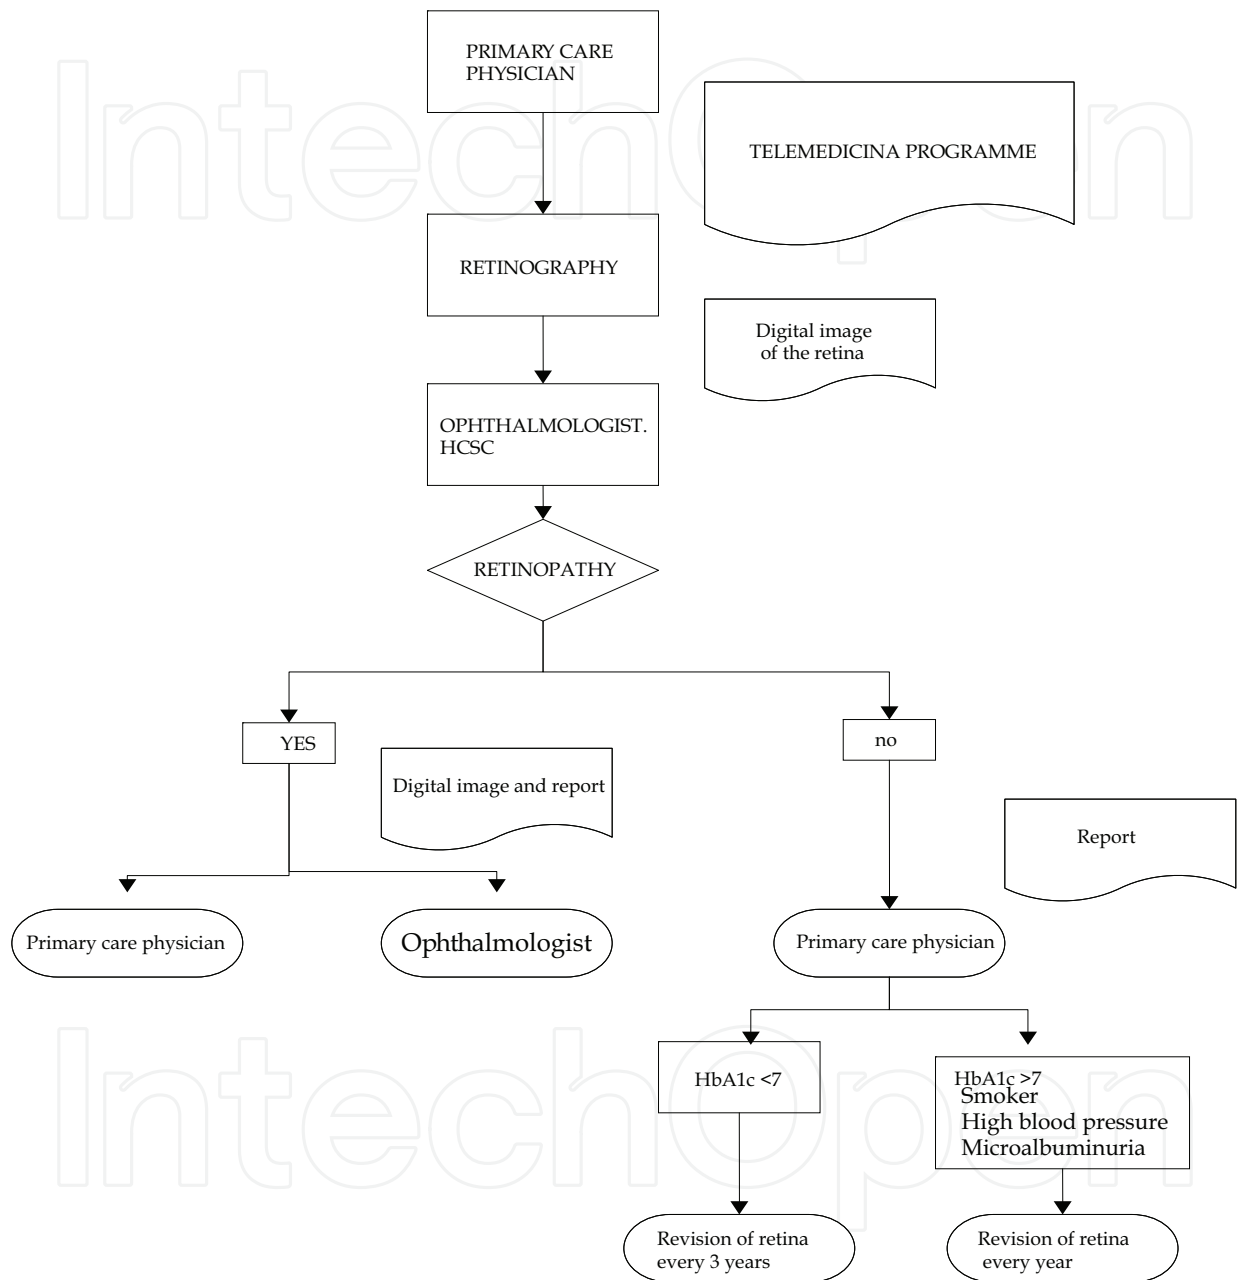 PRIMARY CARE
PHYSICIAN
TELEMEDICINA PROGRAMME
RETINOGRAPHY
Digital image
of the retina
OPHTHALMOLOGIST.
HCSC
RETINOPATHY
YES
no
Digital image and report
Report
Primary care physician
Ophthalmologist
Primary care physician
HbA1c <7
HbA1c >7
Smoker
High blood pressure
Microalbuminuria
Revision of retina
every 3 years
Revision of retina
every year
IntechOpen
IntechOpen